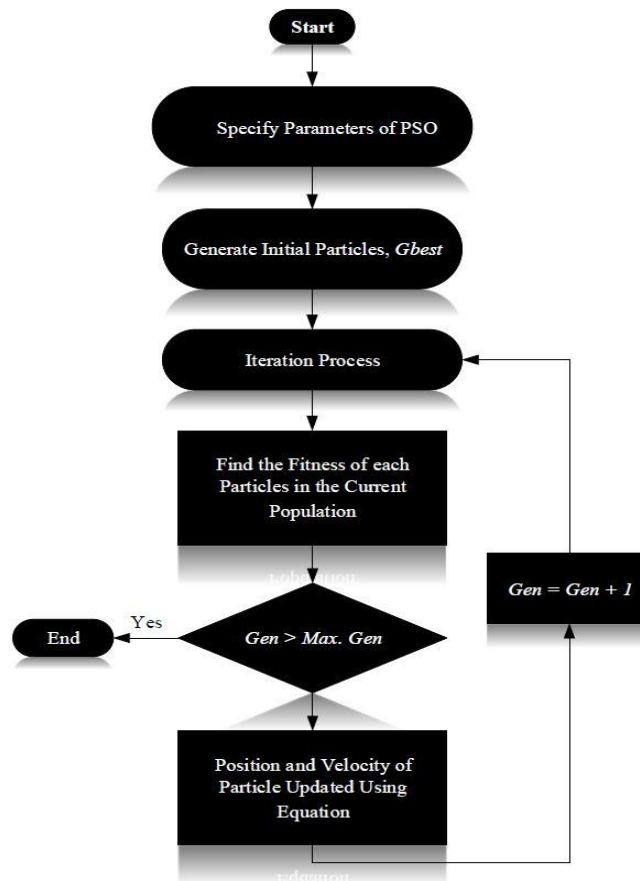 Start
Specify Parameters of PSO
Generate Initial Particles, Gbest
Iteration Process
Find the Fitness of each
Particles in the Current
Population
Gen = Gen + 1
Gen > Max. Gen
Yes
End
Position and Velocity of
Particle Updated Using
Equation